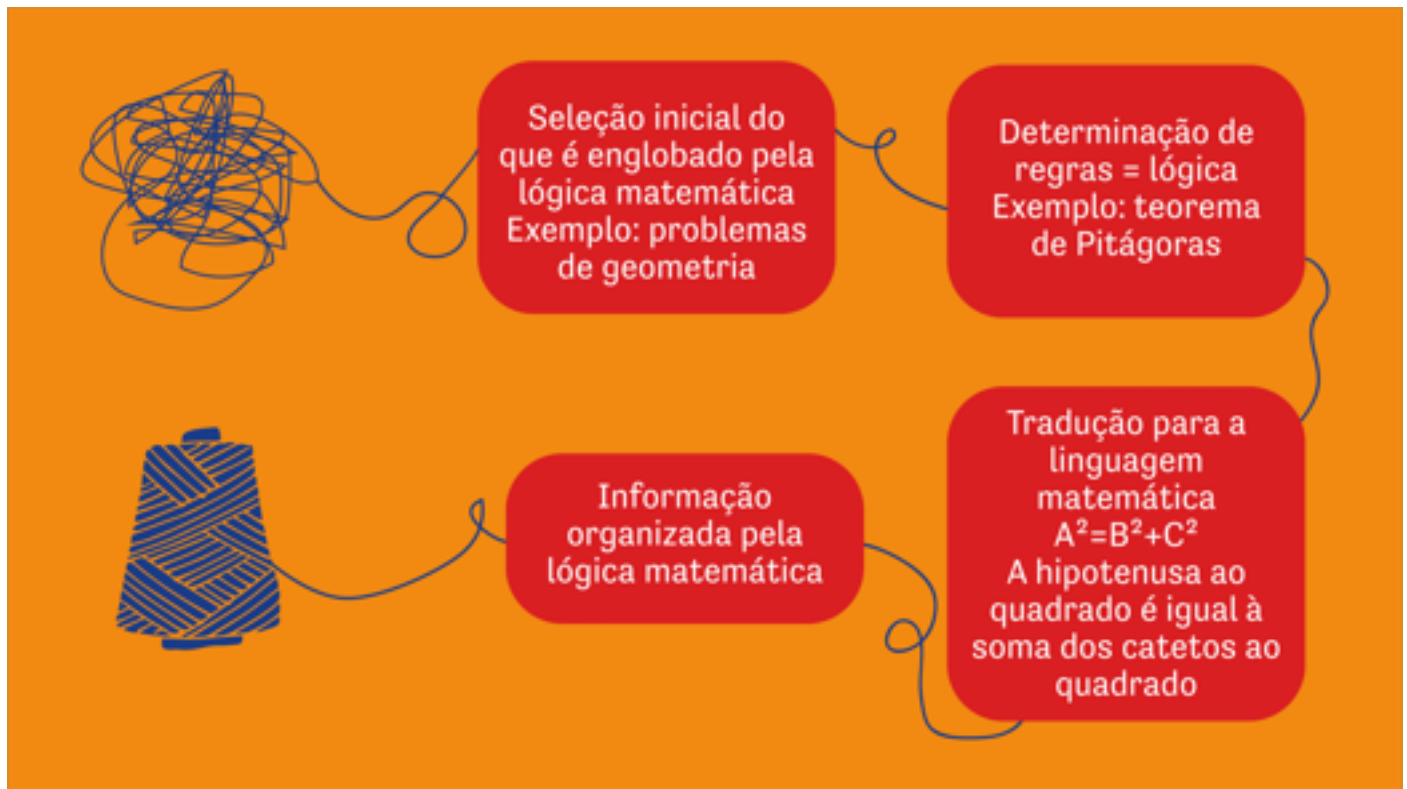 Seleção inicial do
que é englobado pela
lógica matemática
Exemplo: problemas
de geometria
Determinação de
regras = lógica
Exemplo: teorema
de Pitágoras
Tradução para a
linguagem
matemática
A²=B²+C²
A hipotenusa ao
quadrado é igual à
soma dos catetos ao
quadrado
Informação
organizada pela
lógica matemática